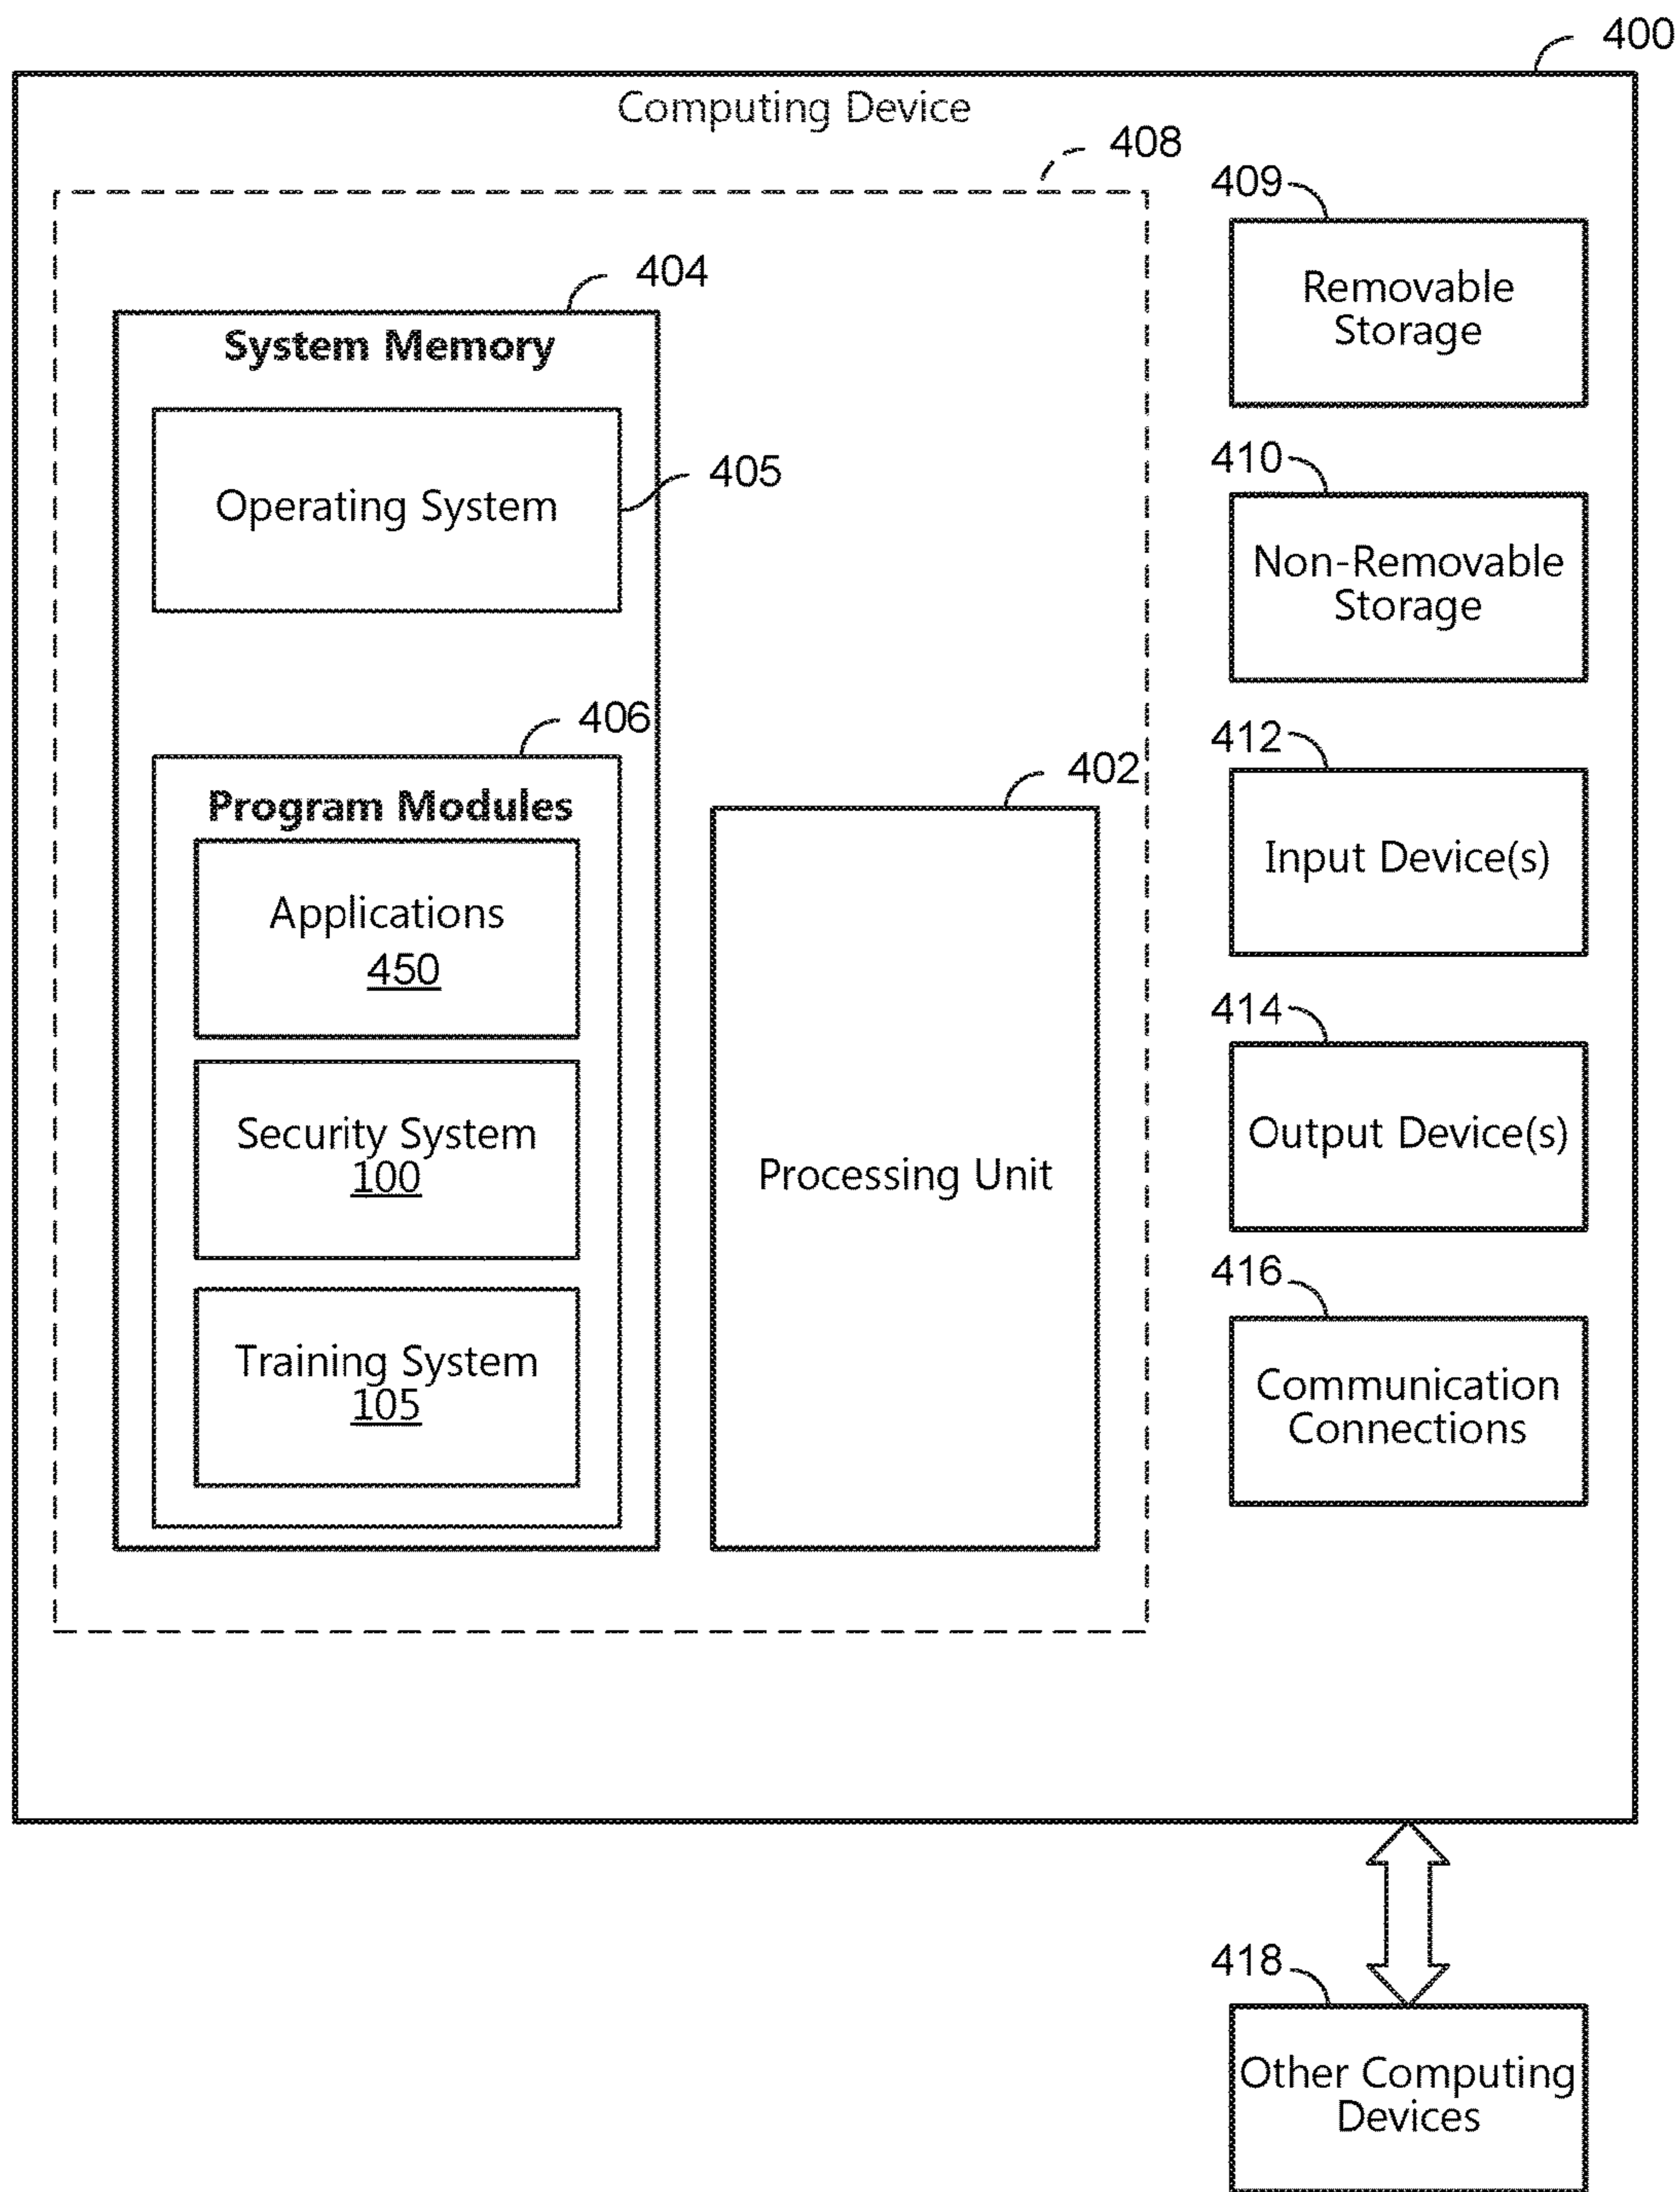 400
Computing Device
408
409
Removable
Storage
404
System Memory
Operating System
405
410
Non-Removable
Storage
406
Program Modules
Applications
450
Security System
100
Training System
105
402
Processing Unit
412
Input Device(s)
414
Output Device(s)
416
Communication
Connections
418
Other Computing
Devices